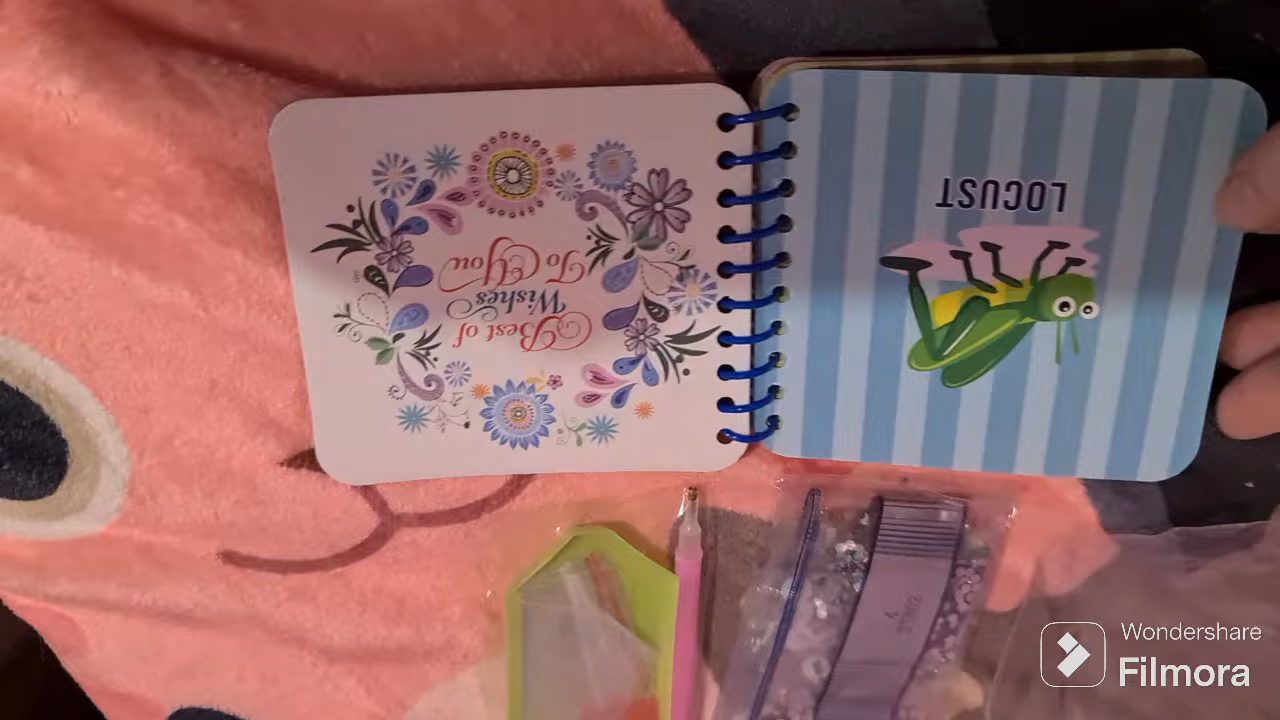 Best of
Wishes
To You
LOCUST
Wondershare
Filmora